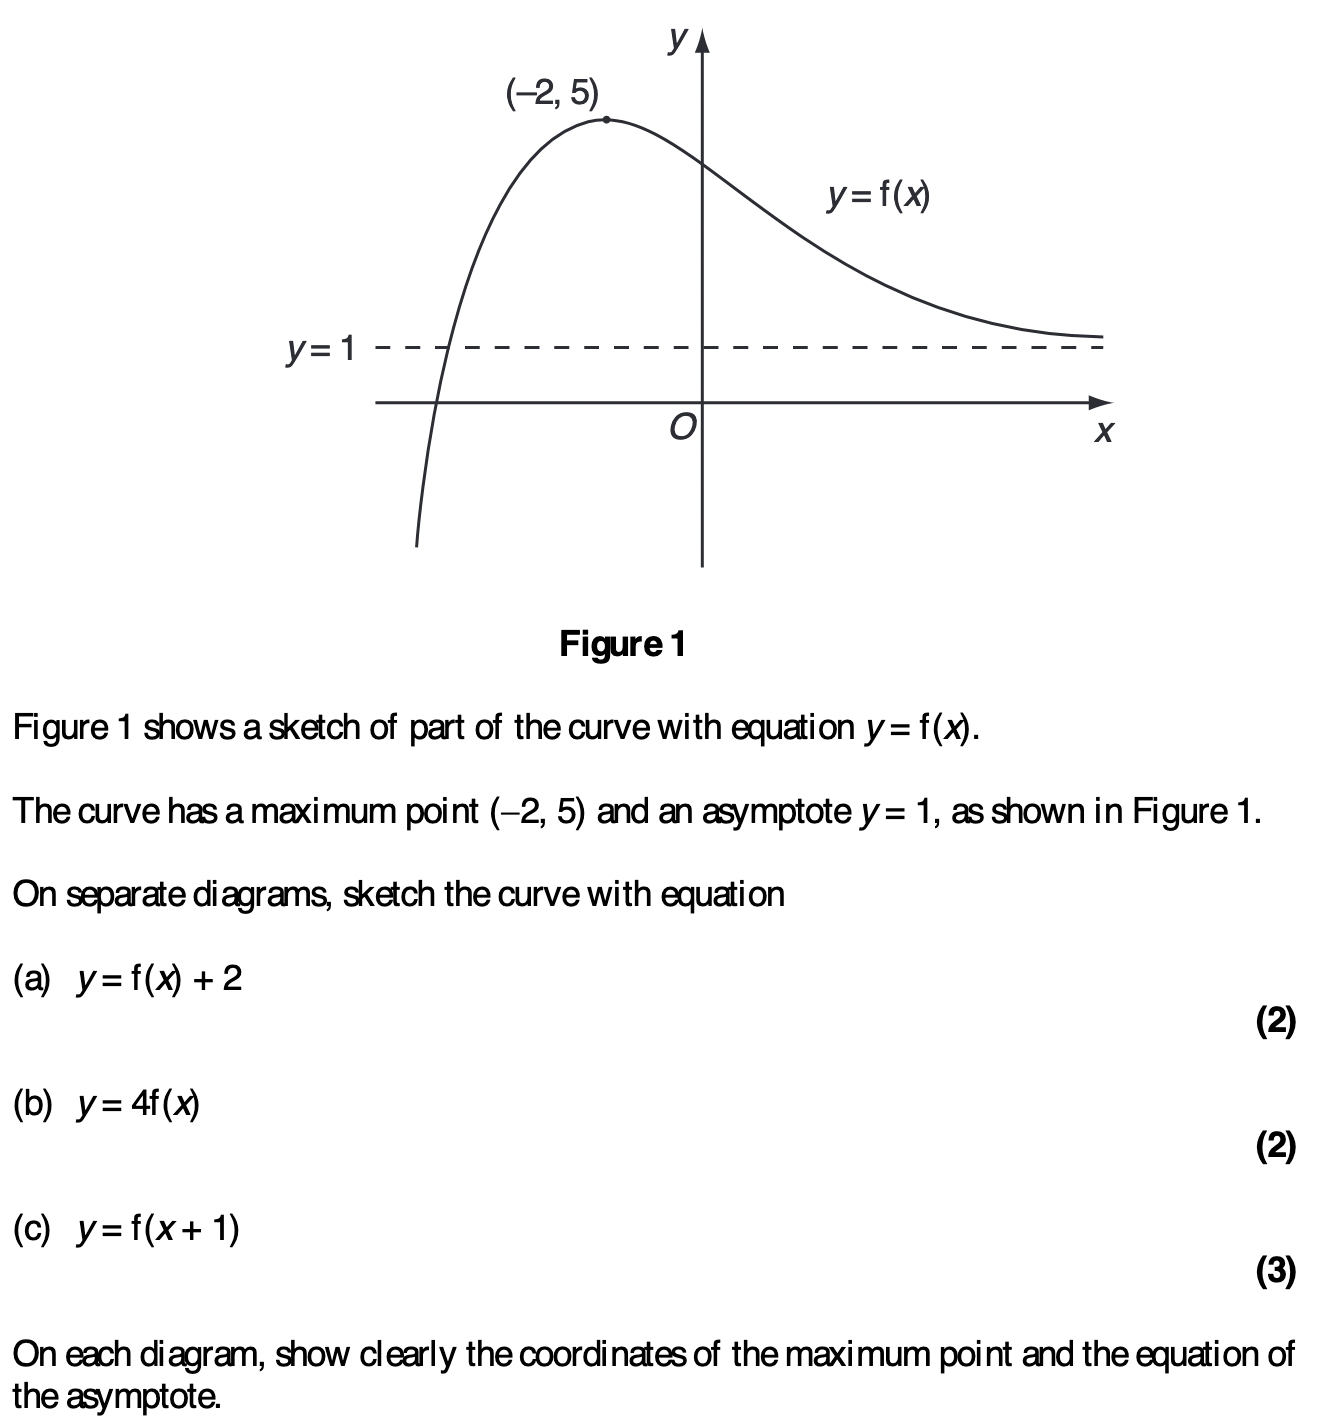 y
(–2, 5)
y = f(x)
y = 1
O
x
Figure 1
Figure 1 shows a sketch of part of the curve with equation y = f(x).
The curve has a maximum point (–2, 5) and an asymptote y = 1, as shown in Figure 1.
On separate diagrams, sketch the curve with equation
(a) y = f(x) + 2
(2)
(b) y = 4f(x)
(2)
(c) y = f(x + 1)
(3)
On each diagram, show clearly the coordinates of the maximum point and the equation of
the asymptote.